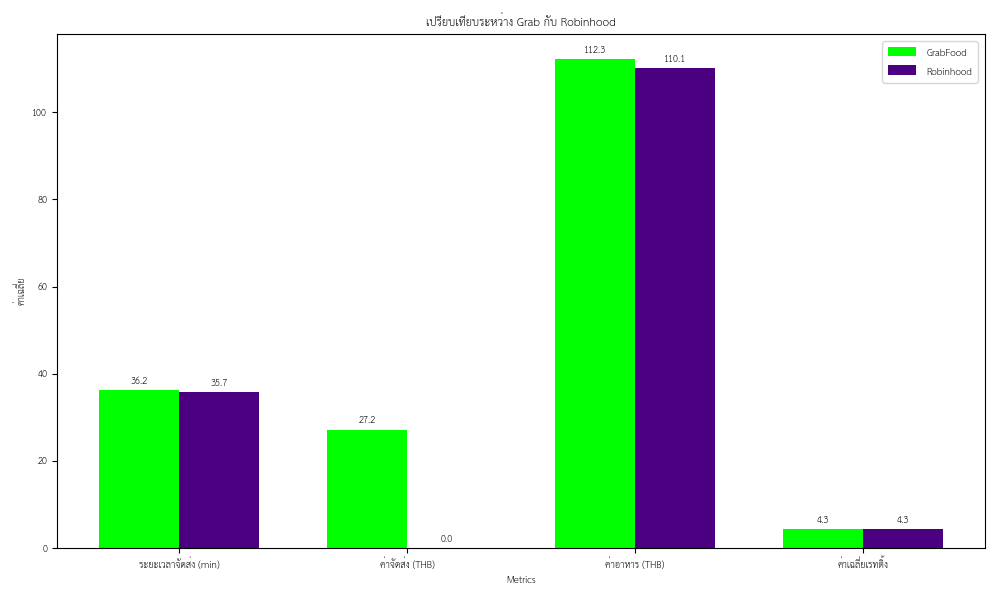 เปรียบเทียบระหว่าง Grab กับ Robinhood
GrabFood
Robinhood
ค่าเฉลี่ย
100
80
60
40
20
0
36.2
35.7
27.2
0.0
112.3
110.1
4.3
4.3
ระยะเวลาจัดส่ง (min)
ค่าจัดส่ง (THB)
ค่าอาหาร (THB)
ค่าเฉลี่ยเรทติ้ง
Metrics